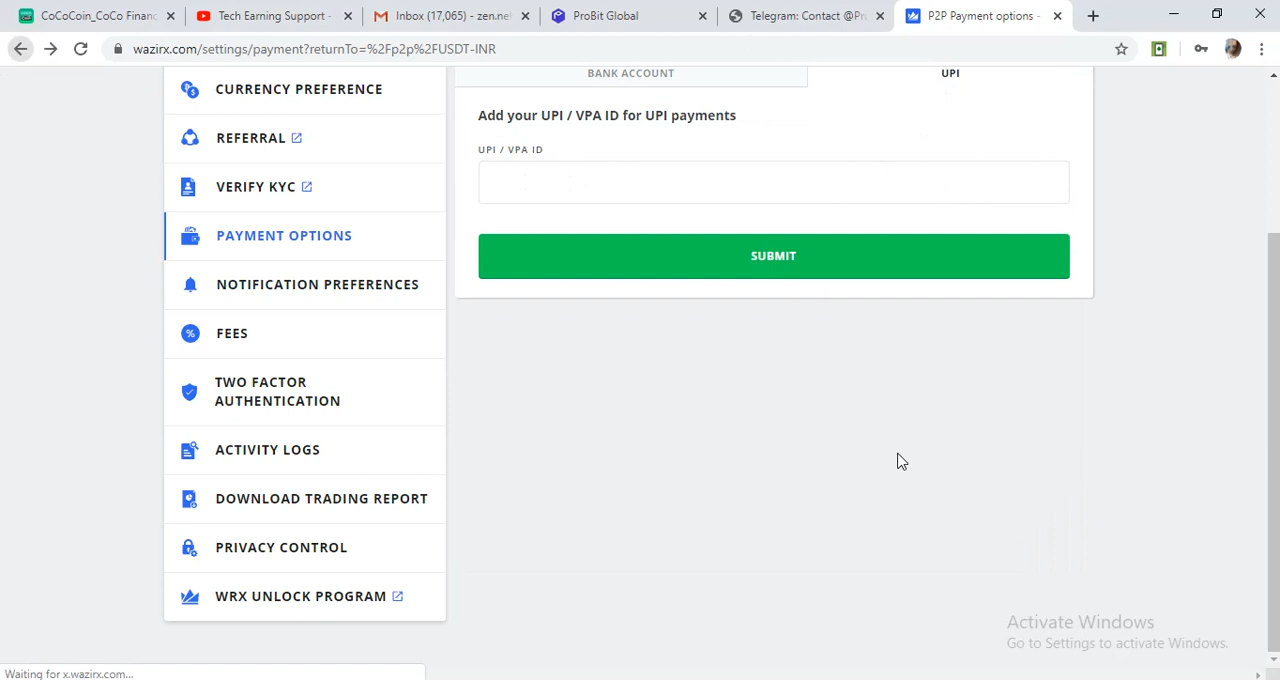 CoCoCoin_CoCo Financ
Tech Earning Support -
Inbox (17,065) - zen.net
ProBit Global
Telegram: Contact @Pr
P2P Payment options -
wazirx.com/settings/payment?returnTo=%2Fp2p%2FUSDT-INR
CURRENCY PREFERENCE
REFERRAL
VERIFY KYC
PAYMENT OPTIONS
NOTIFICATION PREFERENCES
FEES
TWO FACTOR
AUTHENTICATION
ACTIVITY LOGS
DOWNLOAD TRADING REPORT
PRIVACY CONTROL
WRX UNLOCK PROGRAM
BANK ACCOUNT
UPI
Add your UPI / VPA ID for UPI payments
UPI / VPA ID
SUBMIT
Activate Windows
Go to Settings to activate Windows.
Waiting for x.wazirx.com...